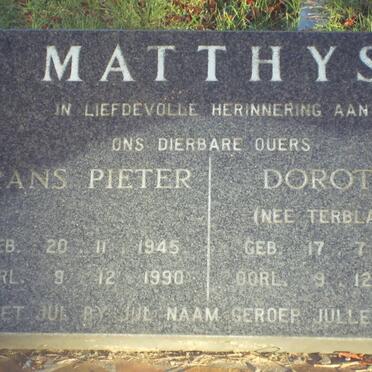 MATTHYS
IN LIEFDEVOLLE HERINNERING AAN
ONS DIERBARE OUERS
ANS PIETER DOROT
(NEE TERBLA
EB. 20 11 1945 GEB. 17 7
RL. 9 12 1990 OORL. 9 12
ET JUL BY JUL NAAM GEROEP JULLE